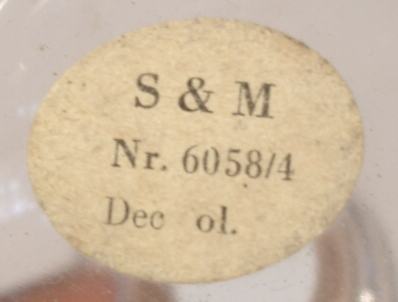 S & M
Nr. 6058/4
Dec ol.